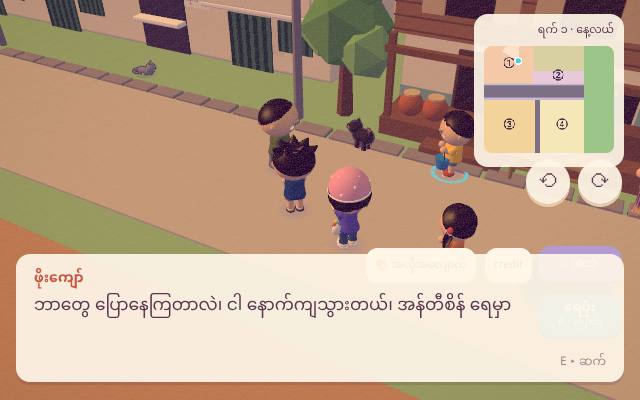 ရက် ၁ · နေ့လယ်
①
②
③
④
credit
ဖိုးကျော်
ဘာတွေ ပြောနေကြတာလဲ၊ ငါ နောက်ကျသွားတယ်၊ အန်တီစိန် ရေမှာ
E • ဆက်